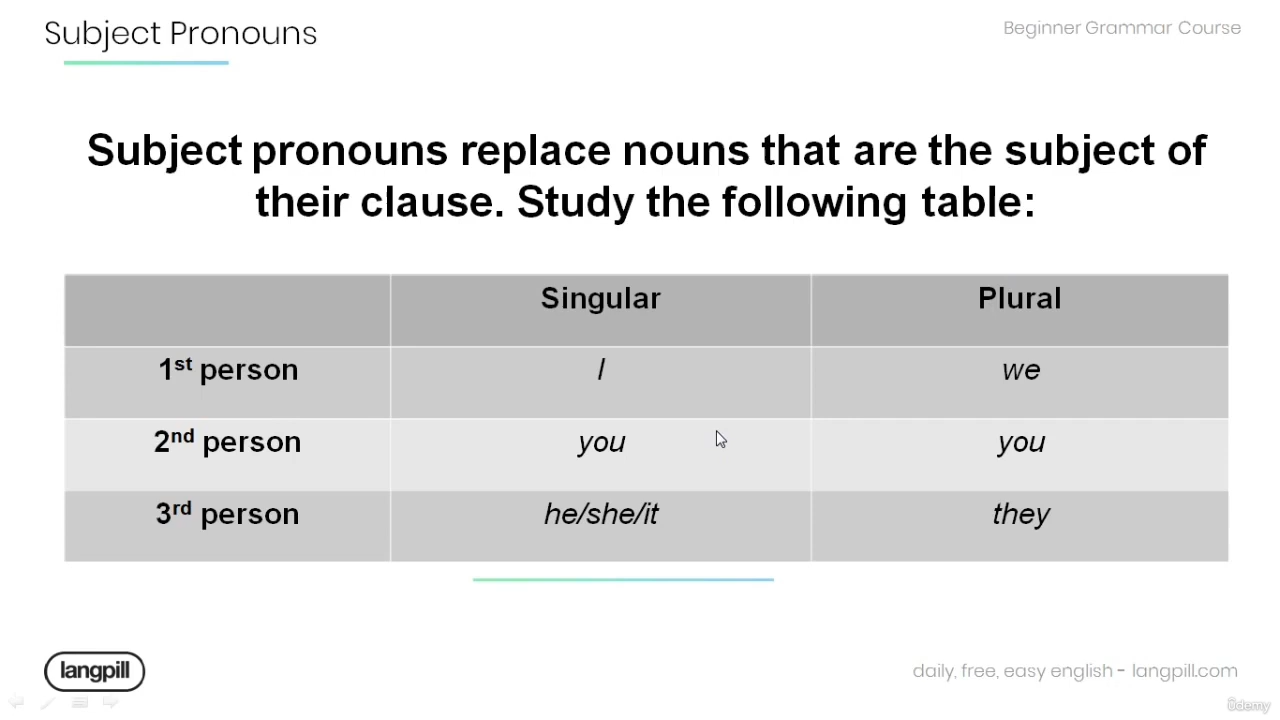 Subject Pronouns
Beginner Grammar Course
Subject pronouns replace nouns that are the subject of
their clause. Study the following table:
Singular Plural
1st person I we
2nd person you you
3rd person he/she/it they
langpill
daily, free, easy english - langpill.com
ûdemy